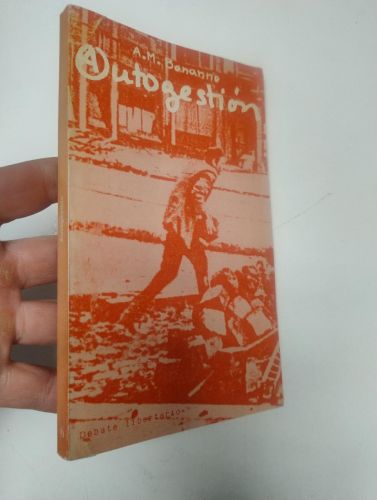 A.M. Bonanno
Autogestión
Debate libertario